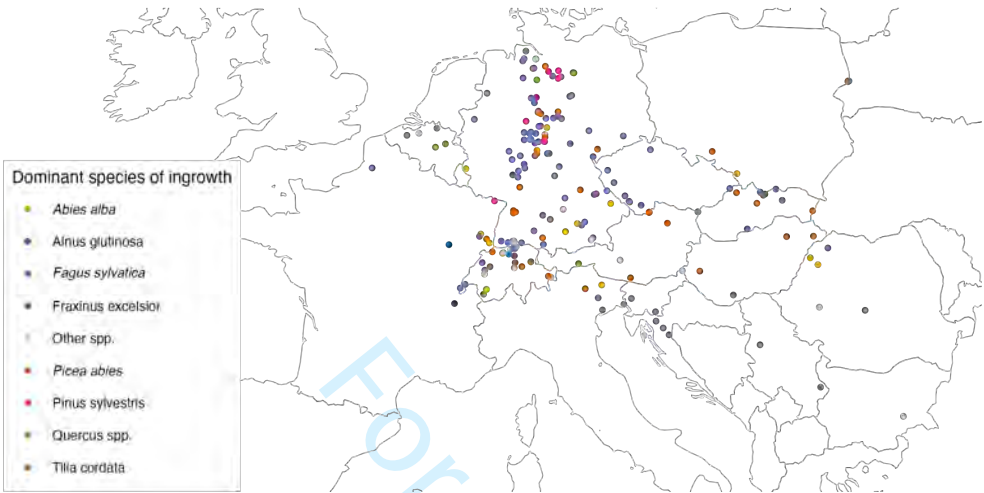 Dominant species of ingrowth
Abies alba
Alnus glutinosa
Fagus sylvatica
Fraxinus excelsior
Other spp.
Picea abies
Pinus sylvestris
Quercus spp.
Tilia cordata
For